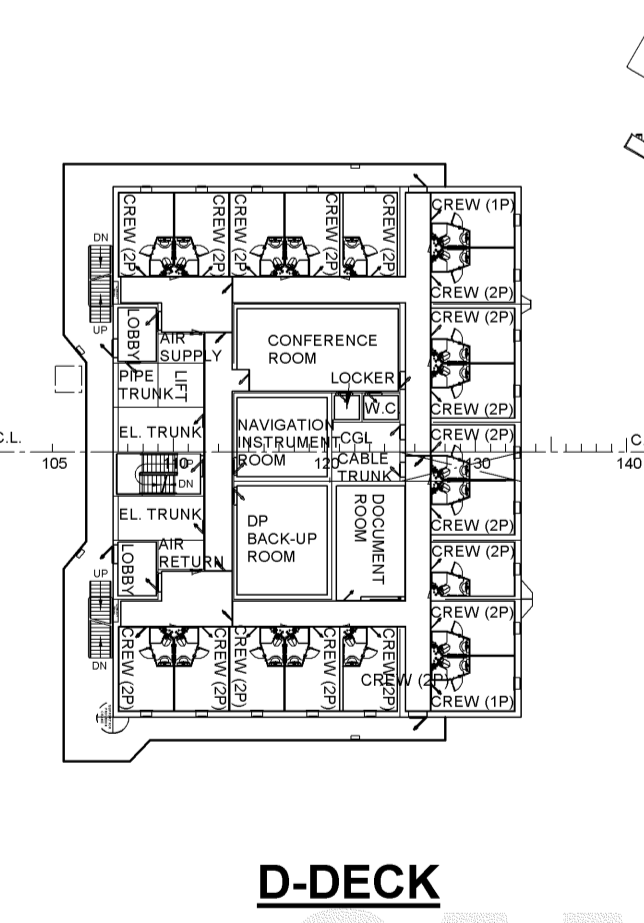 CREW (2P)
CREW (2P)
CREW (2P)
CREW (2P)
CREW (2P)
CREW (1P)
DN
UP
CREW (2P)
LOBBY
AIR
SUPPLY
CONFERENCE
ROOM
CREW (2P)
PIPE
TRUNK
LIFT
LOCKER
W.C
CREW (2P)
EL. TRUNK
NAVIGATION
INSTRUMENT
ROOM
CGL
CABLE
TRUNK
CREW (2P)
C.L.
C
105
110
120
130
140
UP
DN
CREW (2P)
EL. TRUNK
DP
BACK-UP
ROOM
DOCUMENT
ROOM
LOBBY
AIR
RETURN
CREW (2P)
UP
DN
CREW (2P)
CREW (2P)
CREW (2P)
CREW (2P)
CREW (2P)
CREW (2P)
CREW (2P)
CREW (1P)
D-DECK